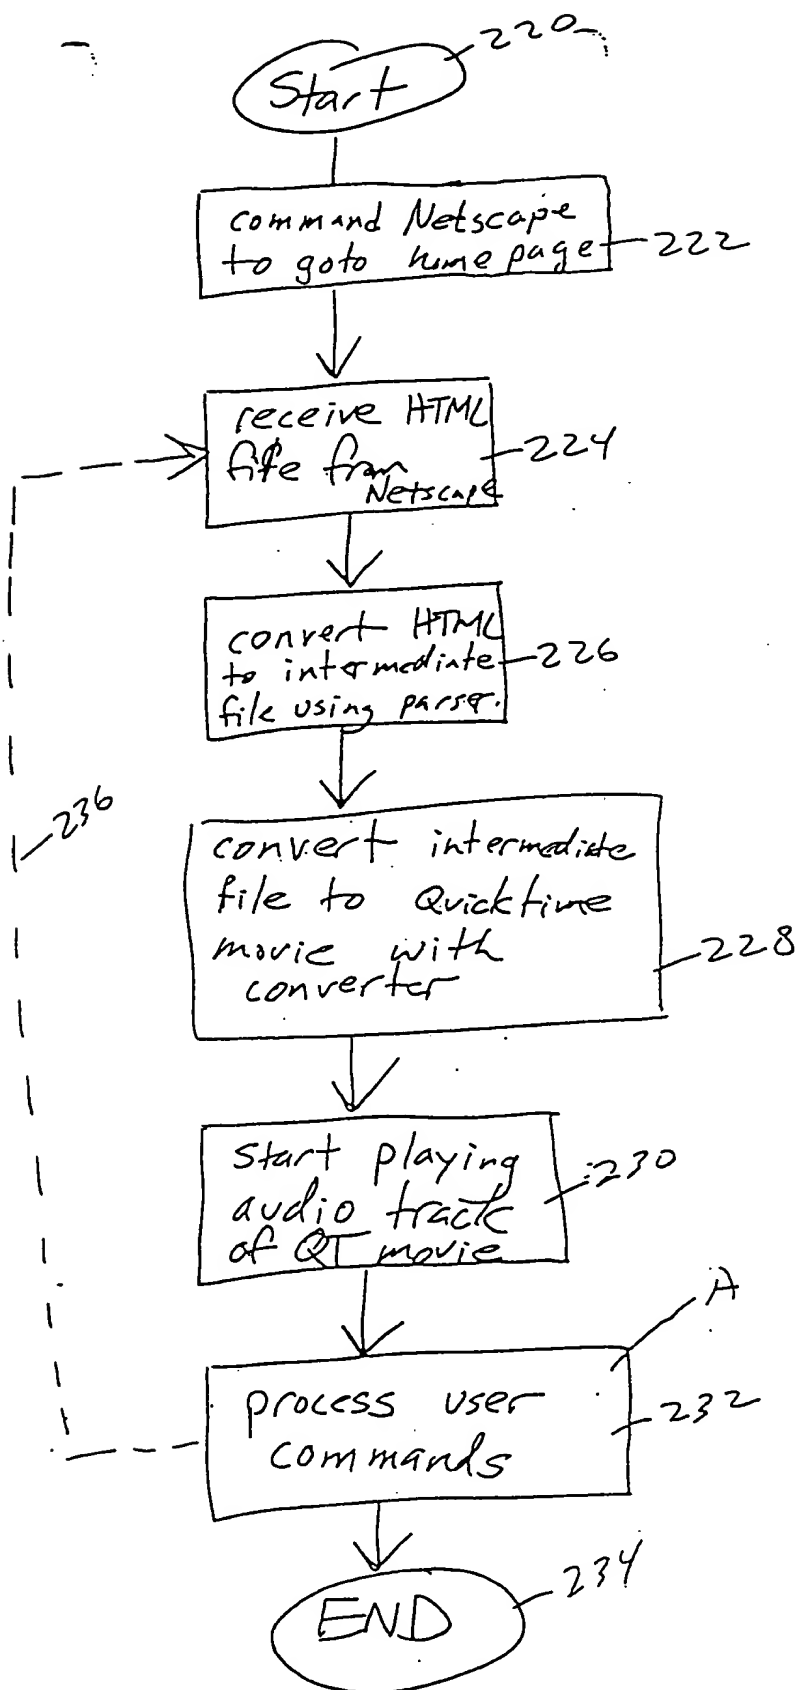 220
Start
command Netscape
to goto home page
222
receive HTML
file from
Netscape
224
convert HTML
to intermediate
file using parser.
226
236
convert intermediate
file to Quicktime
movie with
converter
228
start playing
audio track
of QT movie
230
A
process user
commands
232
END
234